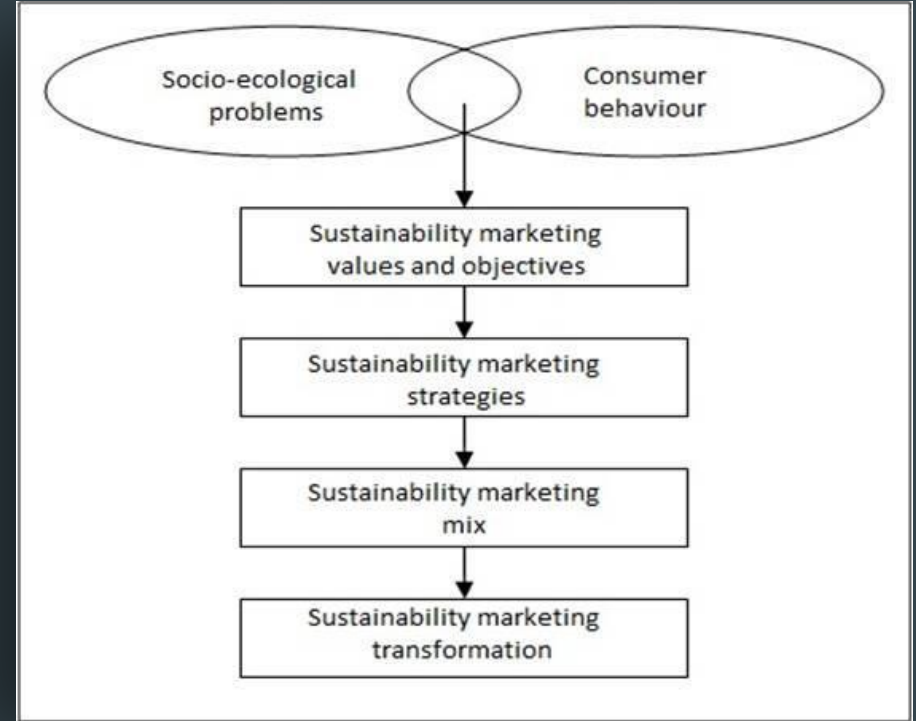 Socio-ecological
problems
Consumer
behaviour
Sustainability marketing
values and objectives
Sustainability marketing
strategies
Sustainability marketing
mix
Sustainability marketing
transformation